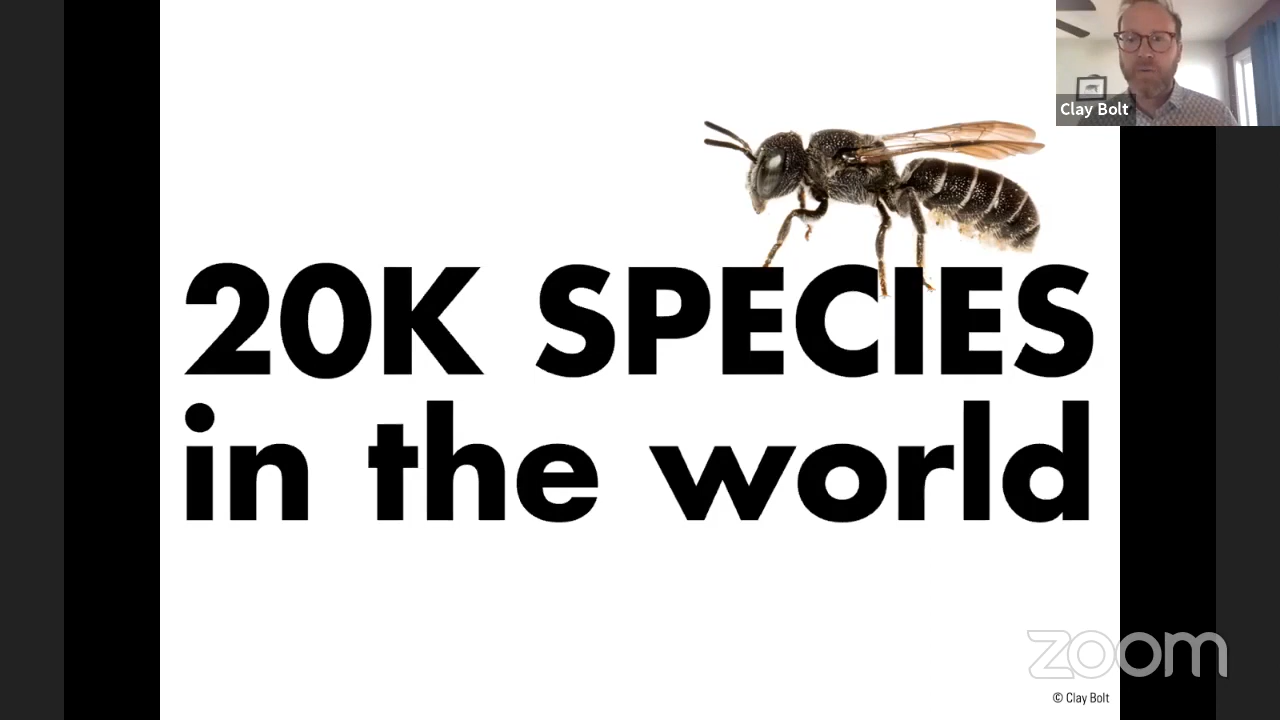 Clay Bolt
20K SPECIES
in the world
zoom
© Clay Bolt